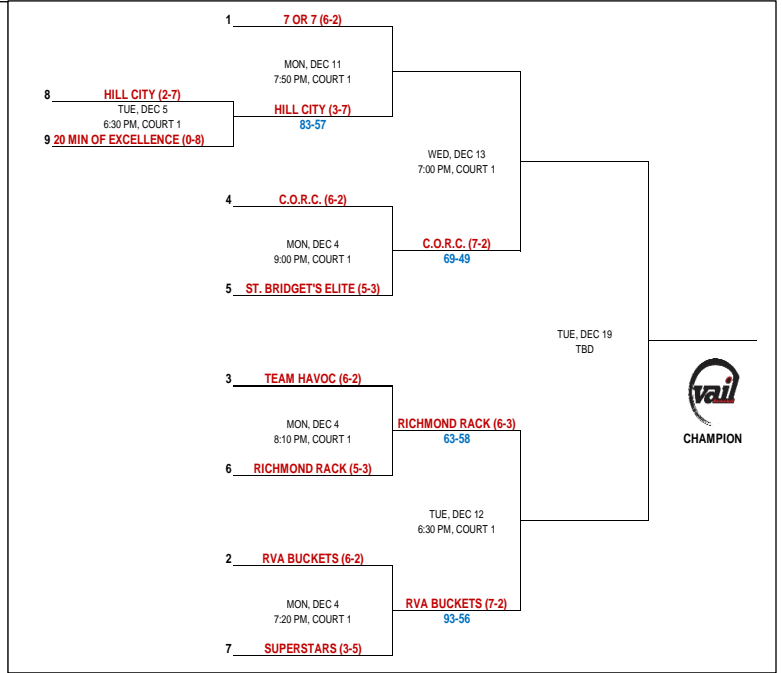 1 7 OR 7 (6-2)
MON, DEC 11
7:50 PM, COURT 1
8 HILL CITY (2-7)
TUE, DEC 5
6:30 PM, COURT 1
9 20 MIN OF EXCELLENCE (0-8)
HILL CITY (3-7)
83-57
WED, DEC 13
7:00 PM, COURT 1
4 C.O.R.C. (6-2)
MON, DEC 4
9:00 PM, COURT 1
C.O.R.C. (7-2)
69-49
5 ST. BRIDGET'S ELITE (5-3)
TUE, DEC 19
TBD
3 TEAM HAVOC (6-2)
MON, DEC 4
8:10 PM, COURT 1
RICHMOND RACK (6-3)
63-58
6 RICHMOND RACK (5-3)
vail
CHAMPION
TUE, DEC 12
6:30 PM, COURT 1
2 RVA BUCKETS (6-2)
MON, DEC 4
7:20 PM, COURT 1
RVA BUCKETS (7-2)
93-56
7 SUPERSTARS (3-5)